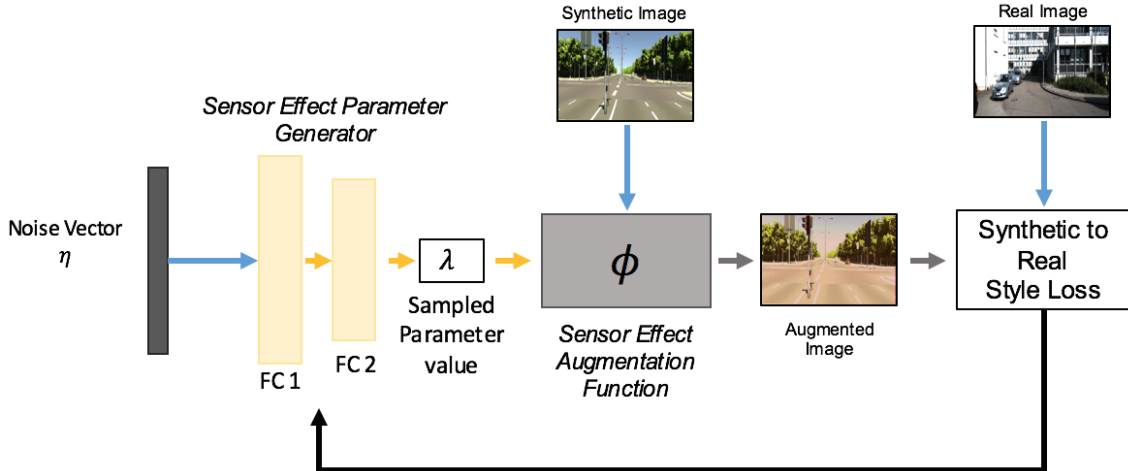 Synthetic Image
Real Image
Sensor Effect Parameter
Generator
Noise Vector
η
FC 1
FC 2
λ
Sampled
Parameter
value
ϕ
Sensor Effect
Augmentation
Function
Augmented
Image
Synthetic to
Real
Style Loss